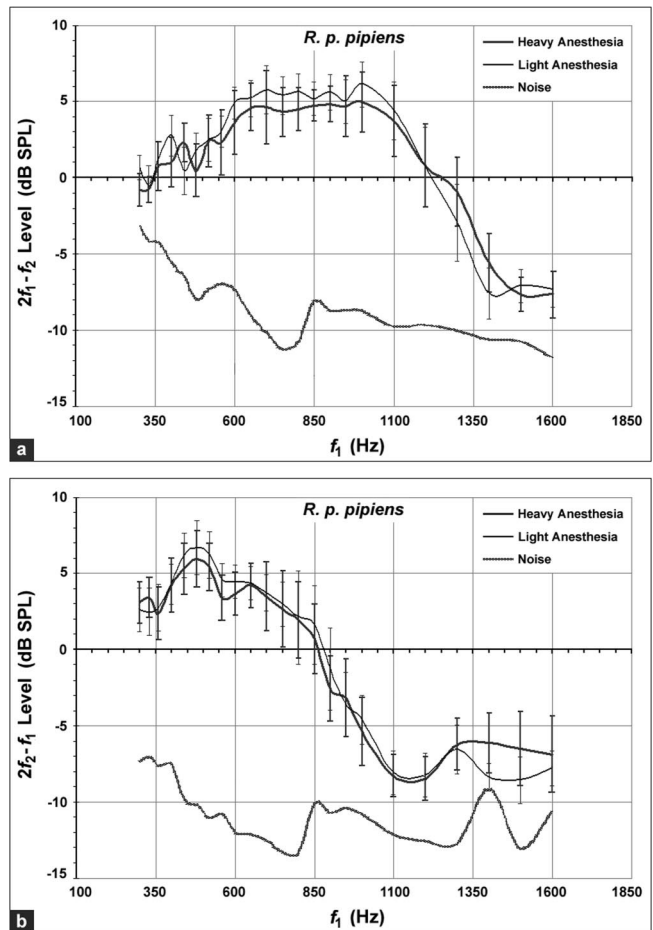 R. p. pipiens
Heavy Anesthesia
Light Anesthesia
Noise
10
5
0
-5
-10
-15
2f1-f2 Level (dB SPL)
100 350 600 850 1100 1350 1600 1850
f1 (Hz)
a
R. p. pipiens
Heavy Anesthesia
Light Anesthesia
Noise
10
5
0
-5
-10
-15
2f2-f1 Level (dB SPL)
100 350 600 850 1100 1350 1600 1850
f1 (Hz)
b